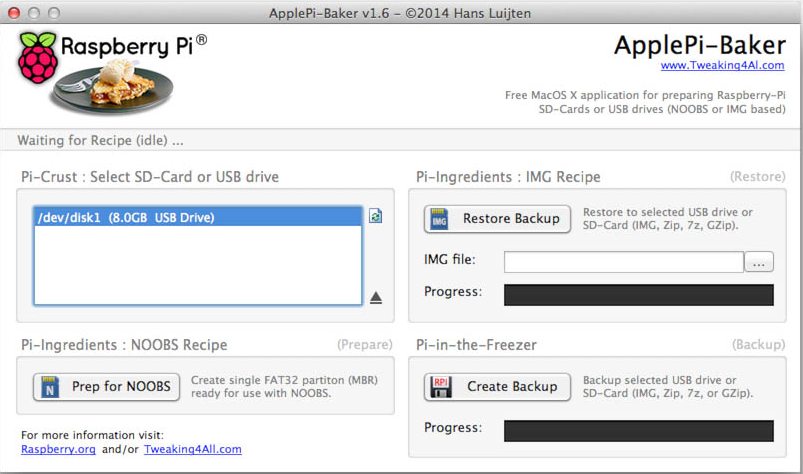 ApplePi-Baker v1.6 - ©2014 Hans Luijten
Raspberry Pi®
ApplePi-Baker
www.Tweaking4Al.com
Free MacOS X application for preparing Raspberry-Pi
SD-Cards or USB drives (NOOBS or IMG based)
Waiting for Recipe (idle) ...
Pi-Crust : Select SD-Card or USB drive
/dev/disk1 (8.0GB USB Drive)
Pi-Ingredients : NOOBS Recipe (Prepare)
N
Prep for NOOBS
Create single FAT32 partiton (MBR)
ready for use with NOOBS.
For more information visit:
Raspberry.org and/or Tweaking4All.com
Pi-Ingredients : IMG Recipe (Restore)
IMG
Restore Backup
Restore to selected USB drive or
SD-Card (IMG, Zip, 7z, GZip).
IMG file:
...
Progress:
Pi-in-the-Freezer (Backup)
RPi
Create Backup
Backup selected USB drive or
SD-Card (IMG, Zip, 7z, or GZip).
Progress: